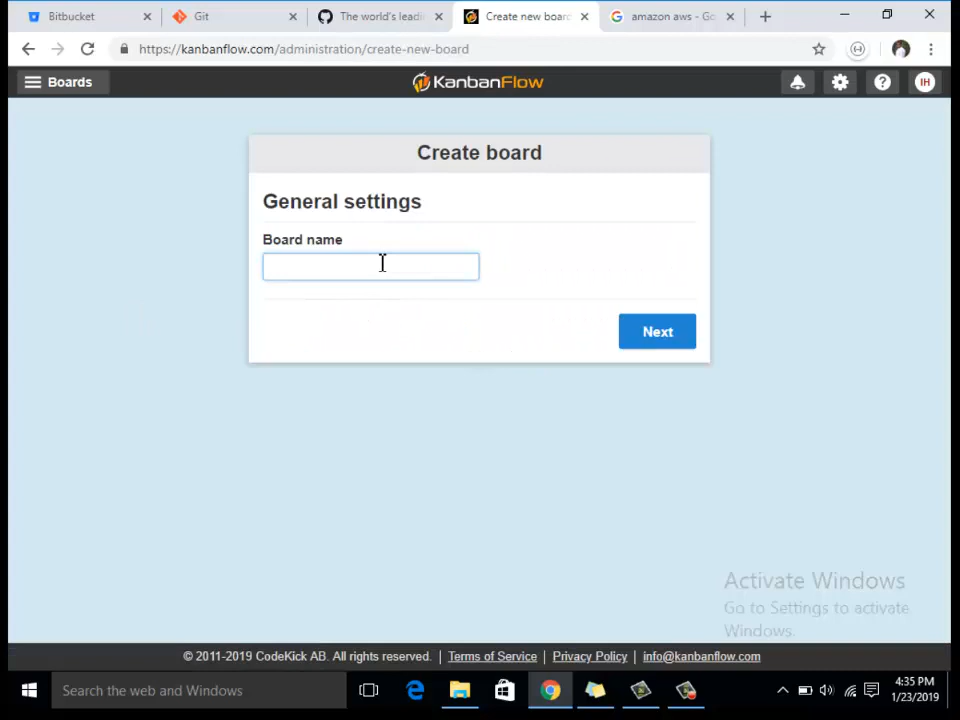 Bitbucket
Git
The world's leadi
Create new boar
amazon aws - Go
https://kanbanflow.com/administration/create-new-board
Boards
KanbanFlow
IH
Create board
General settings
Board name
Next
Activate Windows
Go to Settings to activate
Windows.
© 2011-2019 CodeKick AB. All rights reserved. | Terms of Service | Privacy Policy | info@kanbanflow.com
Search the web and Windows
4:35 PM
1/23/2019